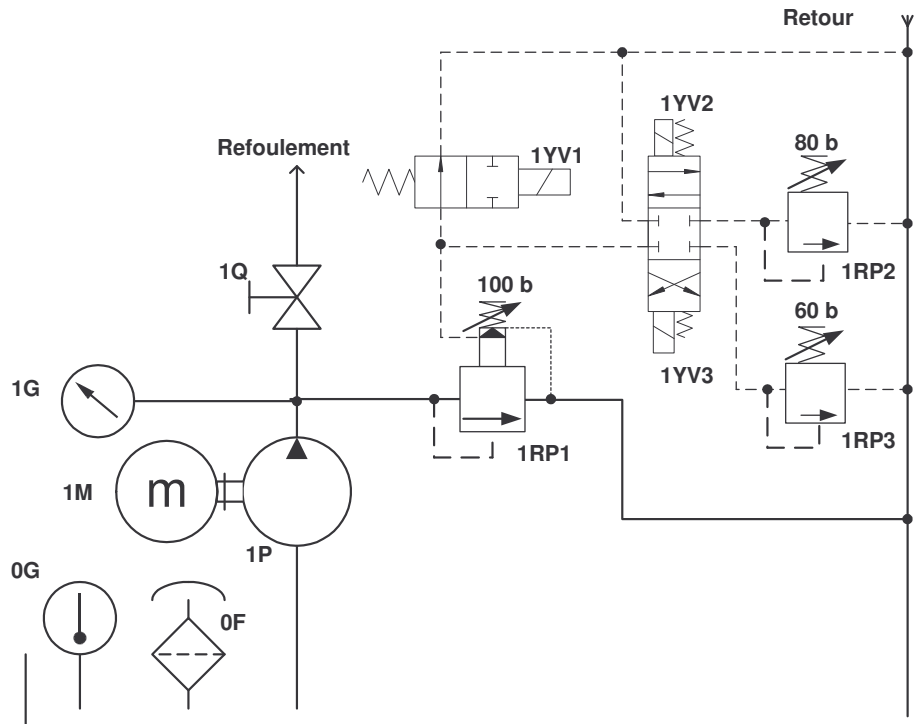 Retour
1YV2
Refoulement
1YV1
80 b
1Q
100 b
1RP2
60 b
1G
1YV3
1RP1
1RP3
1M
m
1P
0G
0F